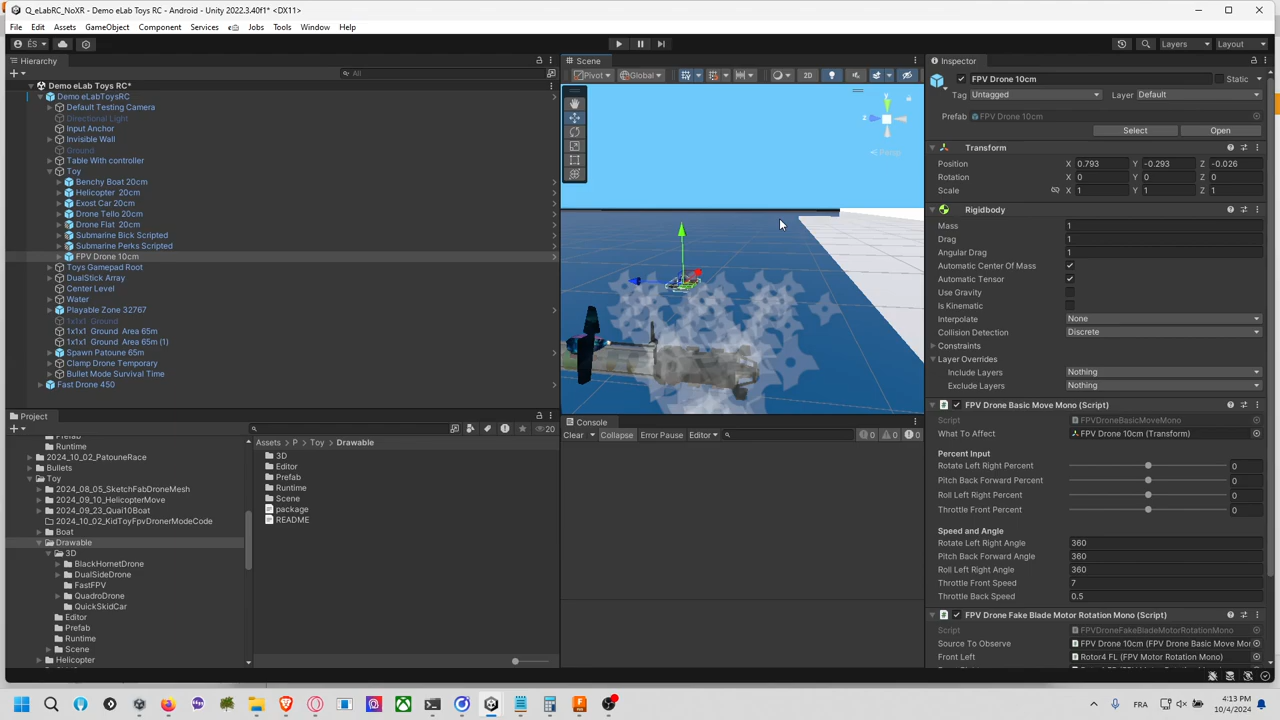 Q_eLabRC_NoXR - Demo eLab Toys RC - Android - Unity 2022.3.40f1* <DX11>
File Edit Assets GameObject Component Services Jobs Tools Window Help
ÉS
Layers Layout
Hierarchy
All
Demo eLab Toys RC*
Demo eLabToysRC
Default Testing Camera
Directional Light
Input Anchor
Invisible Wall
Ground
Table With controller
Toy
Benchy Boat 20cm
Helicopter 20cm
Exost Car 20cm
Drone Tello 20cm
Drone Flat 20cm
Submarine Bick Scripted
Submarine Perks Scripted
FPV Drone 10cm
Toys Gamepad Root
DualStick Array
Center Level
Water
Playable Zone 32767
1x1x1 Ground
1x1x1 Ground Area 65m
1x1x1 Ground Area 65m (1)
Spawn Patoune 65m
Clamp Drone Temporary
Bullet Mode Survival Time
Fast Drone 450
Scene
Pivot Global 2D
y
z
Persp
Project
20
Prefab
Runtime
2024_10_02_PatouneRace
Bullets
Toy
2024_08_05_SketchFabDroneMesh
2024_09_10_HelicopterMove
2024_09_23_Quai10Boat
2024_10_02_KidToyFpvDronerModeCode
Boat
Drawable
3D
BlackHornetDrone
DualSideDrone
FastFPV
QuadroDrone
QuickSkidCar
Editor
Prefab
Runtime
Scene
Helicopter
Assets > P > Toy > Drawable
3D
Editor
Prefab
Runtime
Scene
package
README
Console
Clear Collapse Error Pause Editor 0 0 0
Inspector
FPV Drone 10cm Static
Tag Untagged Layer Default
Prefab FPV Drone 10cm
Select Open
Transform
Position X 0.793 Y -0.293 Z -0.026
Rotation X 0 Y 0 Z 0
Scale X 1 Y 1 Z 1
Rigidbody
Mass 1
Drag 1
Angular Drag 1
Automatic Center Of Mass
Automatic Tensor
Use Gravity
Is Kinematic
Interpolate None
Collision Detection Discrete
Constraints
Layer Overrides
Include Layers Nothing
Exclude Layers Nothing
FPV Drone Basic Move Mono (Script)
Script FPVDroneBasicMoveMono
What To Affect FPV Drone 10cm (Transform)
Percent Input
Rotate Left Right Percent 0
Pitch Back Forward Percent 0
Roll Left Right Percent 0
Throttle Front Percent 0
Speed and Angle
Rotate Left Right Angle 360
Pitch Back Forward Angle 360
Roll Left Right Angle 360
Throttle Front Speed 7
Throttle Back Speed 0.5
FPV Drone Fake Blade Motor Rotation Mono (Script)
Script FPVDroneFakeBladeMotorRotationMono
Source To Observe FPV Drone 10cm (FPV Drone Basic Move Mor
Front Left Rotor4 FL (FPV Motor Rotation Mono)
FRA
4:13 PM
10/4/2024